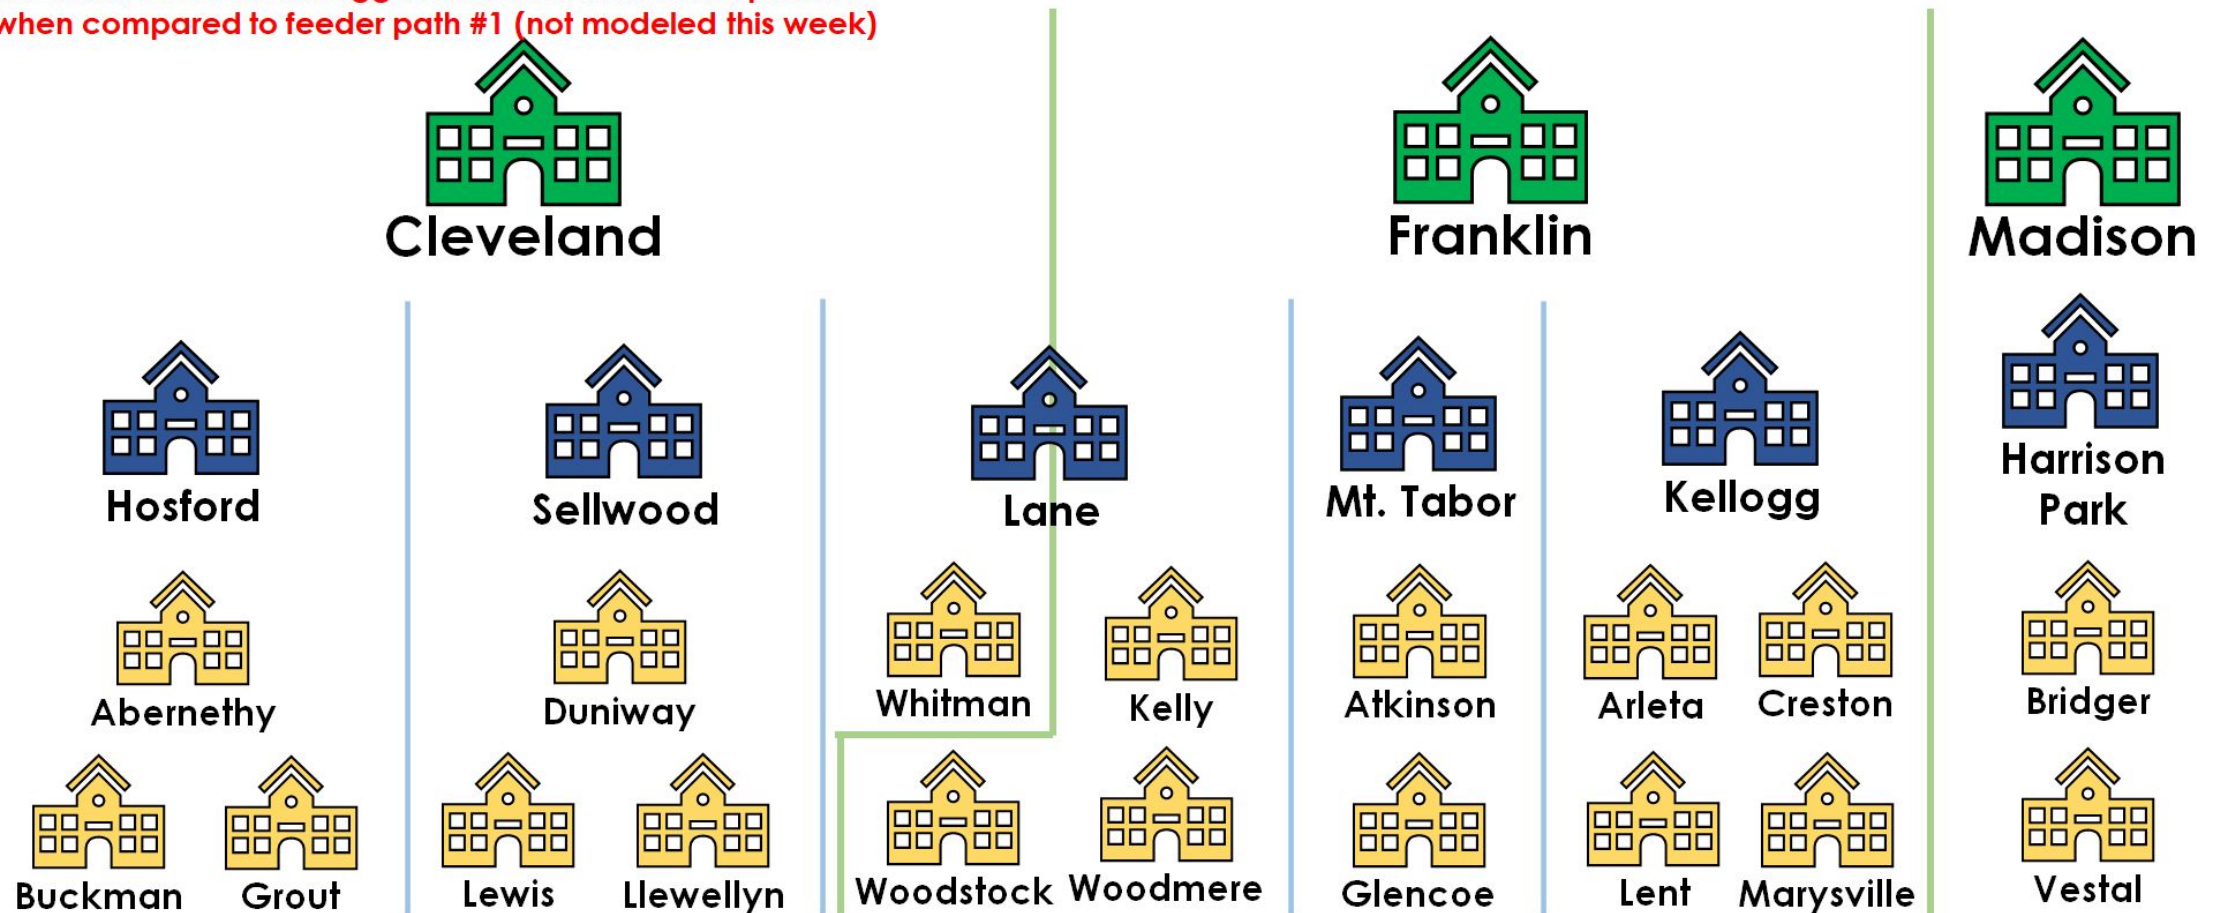 when compared to feeder path #1 (not modeled this week)
Cleveland
Franklin
Madison
Hosford
Sellwood
Lane
Mt. Tabor
Kellogg
Harrison
Park
Abernethy
Duniway
Whitman
Kelly
Atkinson
Arleta
Creston
Bridger
Buckman
Grout
Lewis
Llewellyn
Woodstock
Woodmere
Glencoe
Lent
Marysville
Vestal